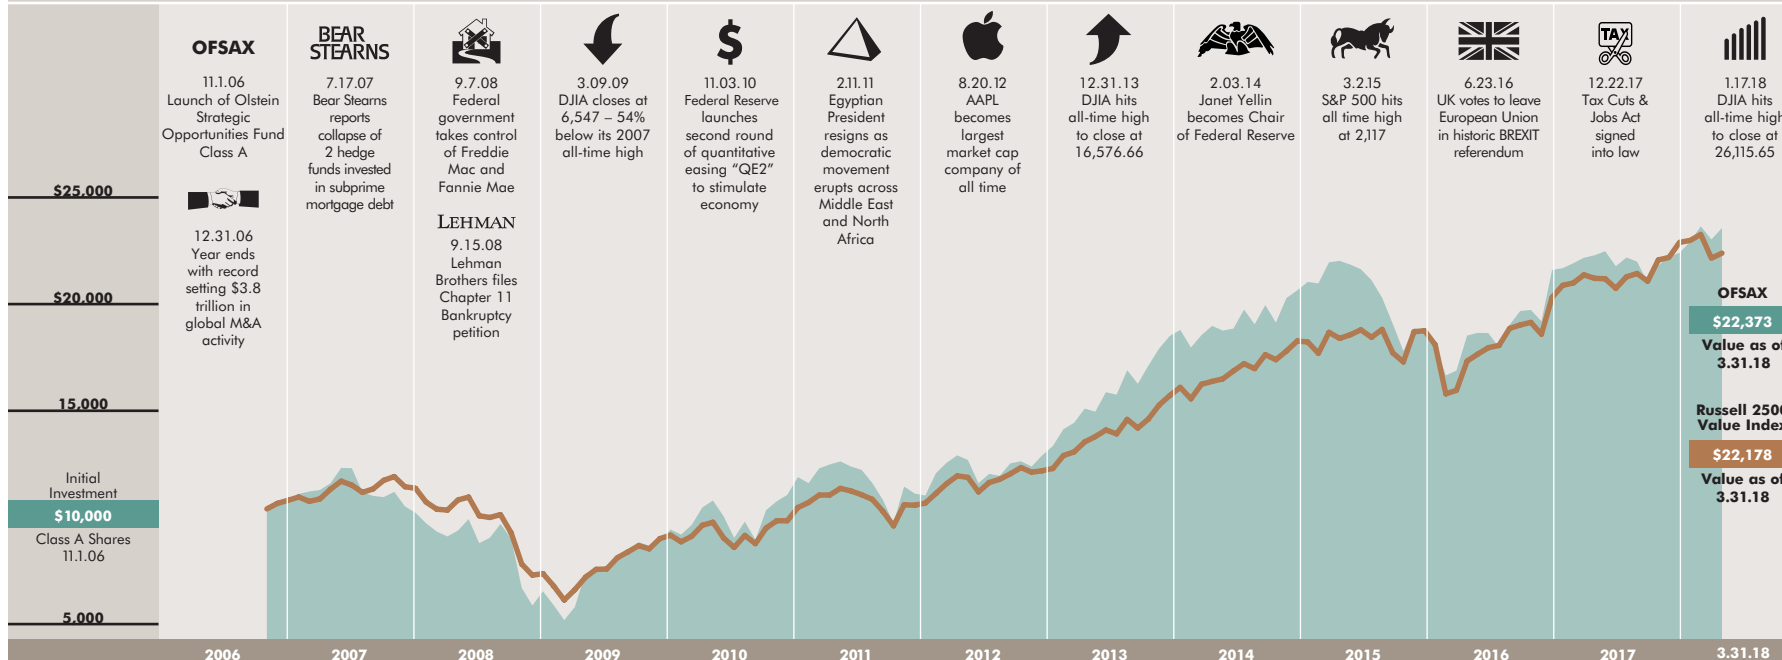 OFSAX
11.1.06
Launch of Olstein
Strategic
Opportunities Fund
Class A
12.31.06
Year ends
with record
setting $3.8
trillion in
global M&A
activity
BEAR
STEARNS
7.17.07
Bear Stearns
reports
collapse of
2 hedge
funds invested
in subprime
mortgage debt
9.7.08
Federal
government
takes control
of Freddie
Mac and
Fannie Mae
LEHMAN
9.15.08
Lehman
Brothers files
Chapter 11
Bankruptcy
petition
3.09.09
DJIA closes at
6,547 – 54%
below its 2007
all-time high
$
11.03.10
Federal Reserve
launches
second round
of quantitative
easing “QE2”
to stimulate
economy
2.11.11
Egyptian
President
resigns as
democratic
movement
erupts across
Middle East
and North
Africa
8.20.12
AAPL
becomes
largest
market cap
company of
all time
12.31.13
DJIA hits
all-time high
to close at
16,576.66
2.03.14
Janet Yellin
becomes Chair
of Federal Reserve
3.2.15
S&P 500 hits
all time high
at 2,117
6.23.16
UK votes to leave
European Union
in historic BREXIT
referendum
TAX
12.22.17
Tax Cuts &
Jobs Act
signed
into law
1.17.18
DJIA hits
all-time high
to close at
26,115.65
$25,000
$20,000
15,000
Initial
Investment
$10,000
Class A Shares
11.1.06
5,000
OFSAX
$22,373
Value as of
3.31.18
Russell 2500
Value Index
$22,178
Value as of
3.31.18
2006
2007
2008
2009
2010
2011
2012
2013
2014
2015
2016
2017
3.31.18